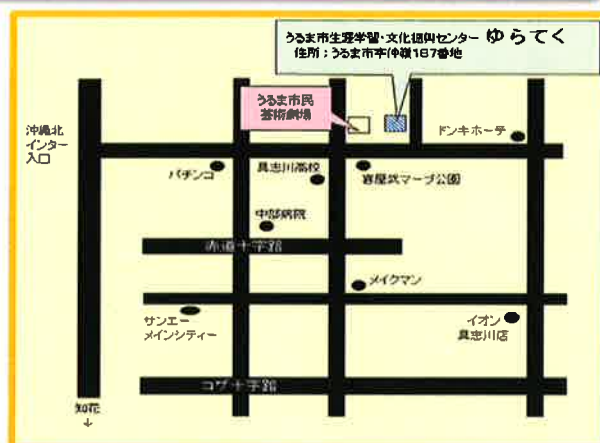 うるま市生涯学習・文化振興センター ゆらてく
住所：うるま市字仲嶺187番地
うるま市民
芸術劇場
沖縄北
インター
入口
ドンキホーテ
パチンコ
具志川高校
喜屋武マーブ公園
中部病院
赤道十字路
メイクマン
サンエー
メインシティー
イオン
具志川店
コザ十字路
知花
↓